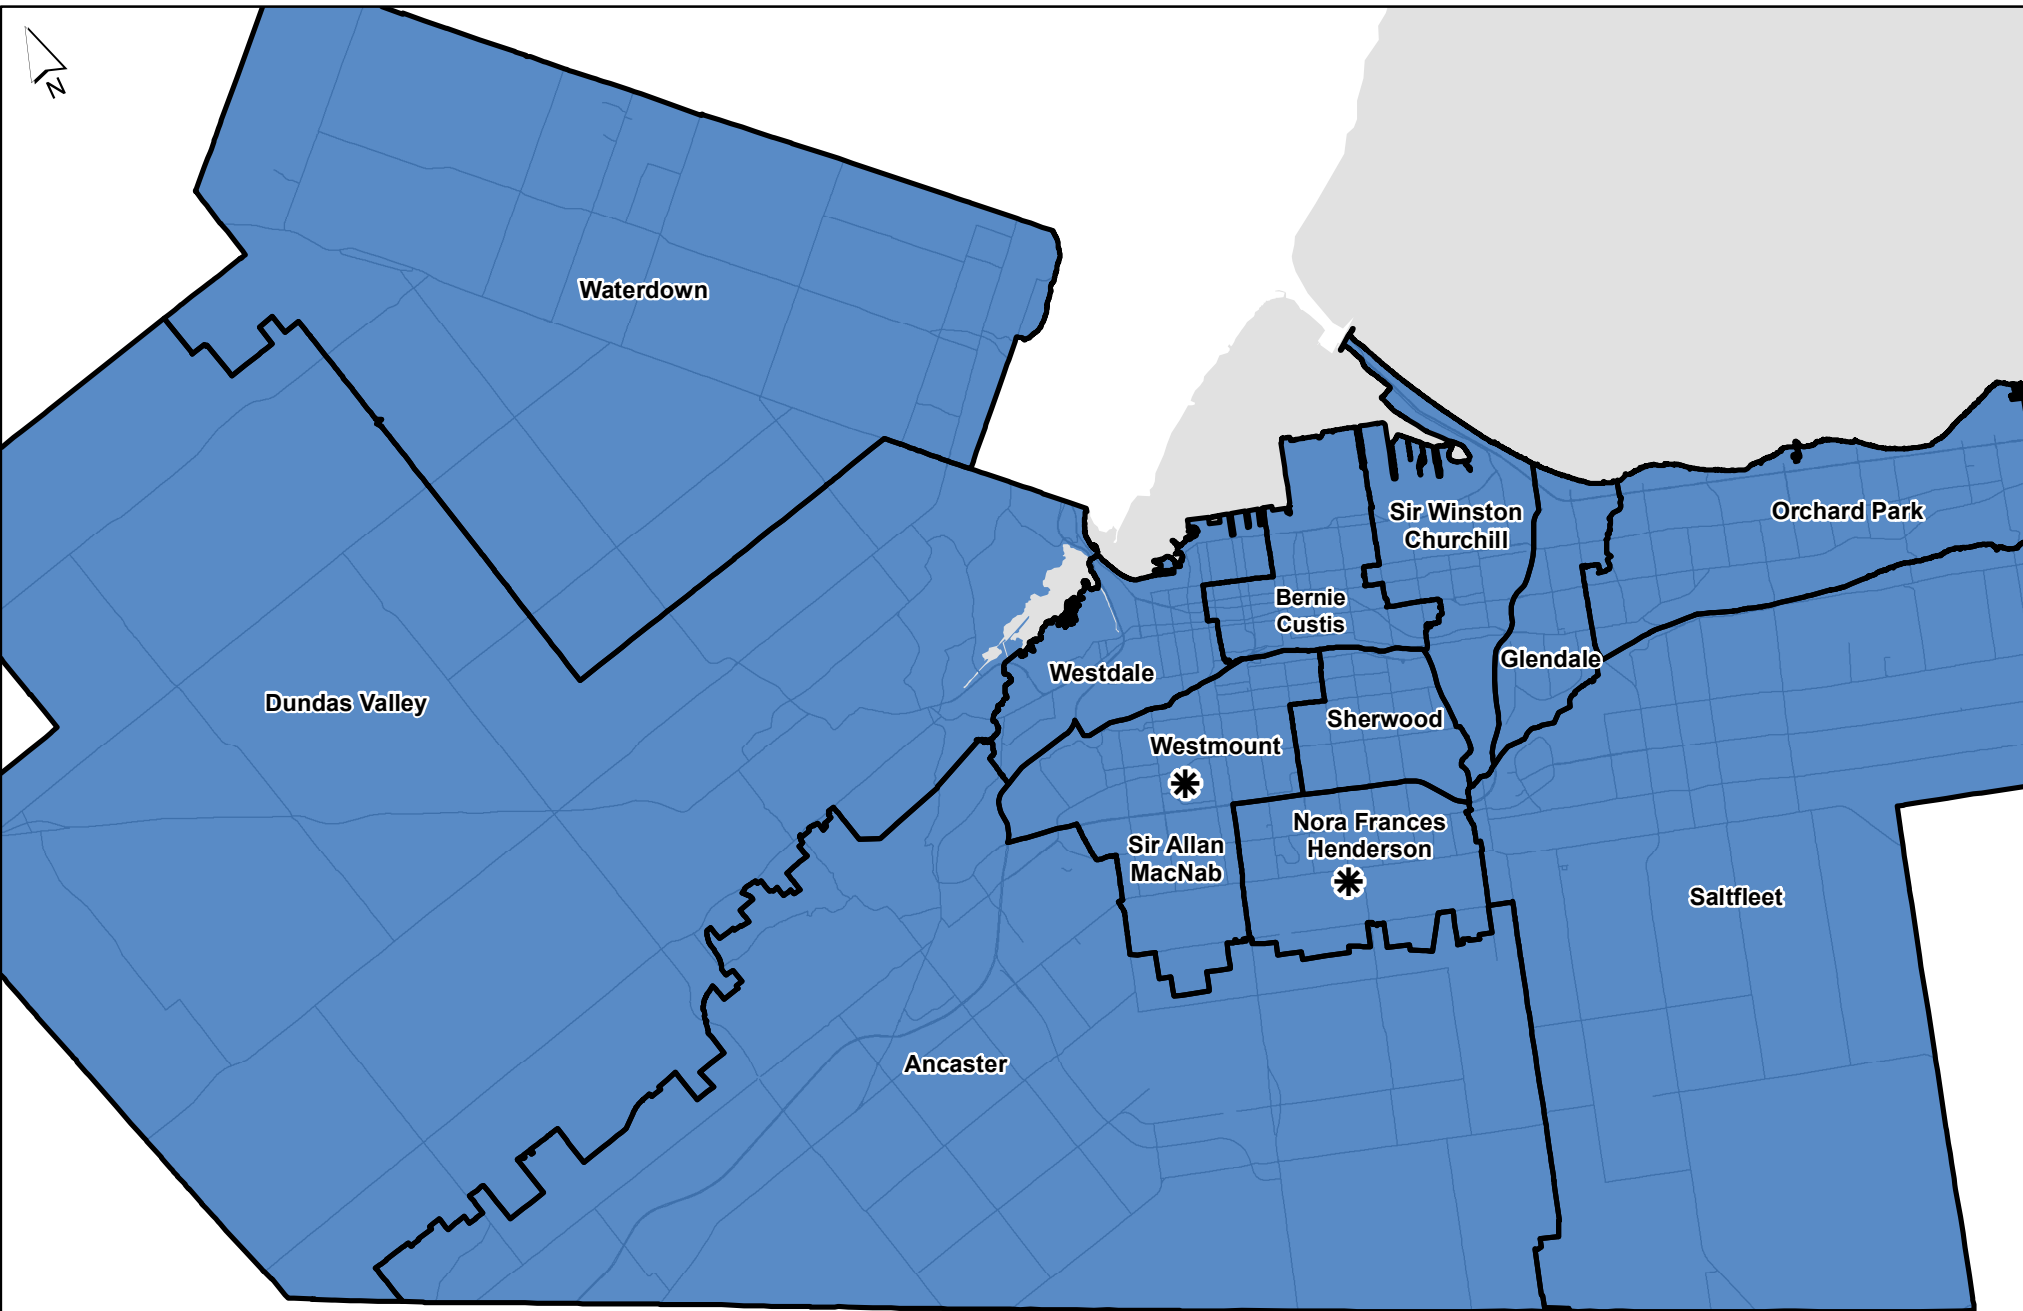 N
Waterdown
Sir Winston
Churchill
Orchard Park
Bernie
Custis
Glendale
Westdale
Dundas Valley
Sherwood
Westmount
Nora Frances
Henderson
Sir Allan
MacNab
Saltfleet
Ancaster